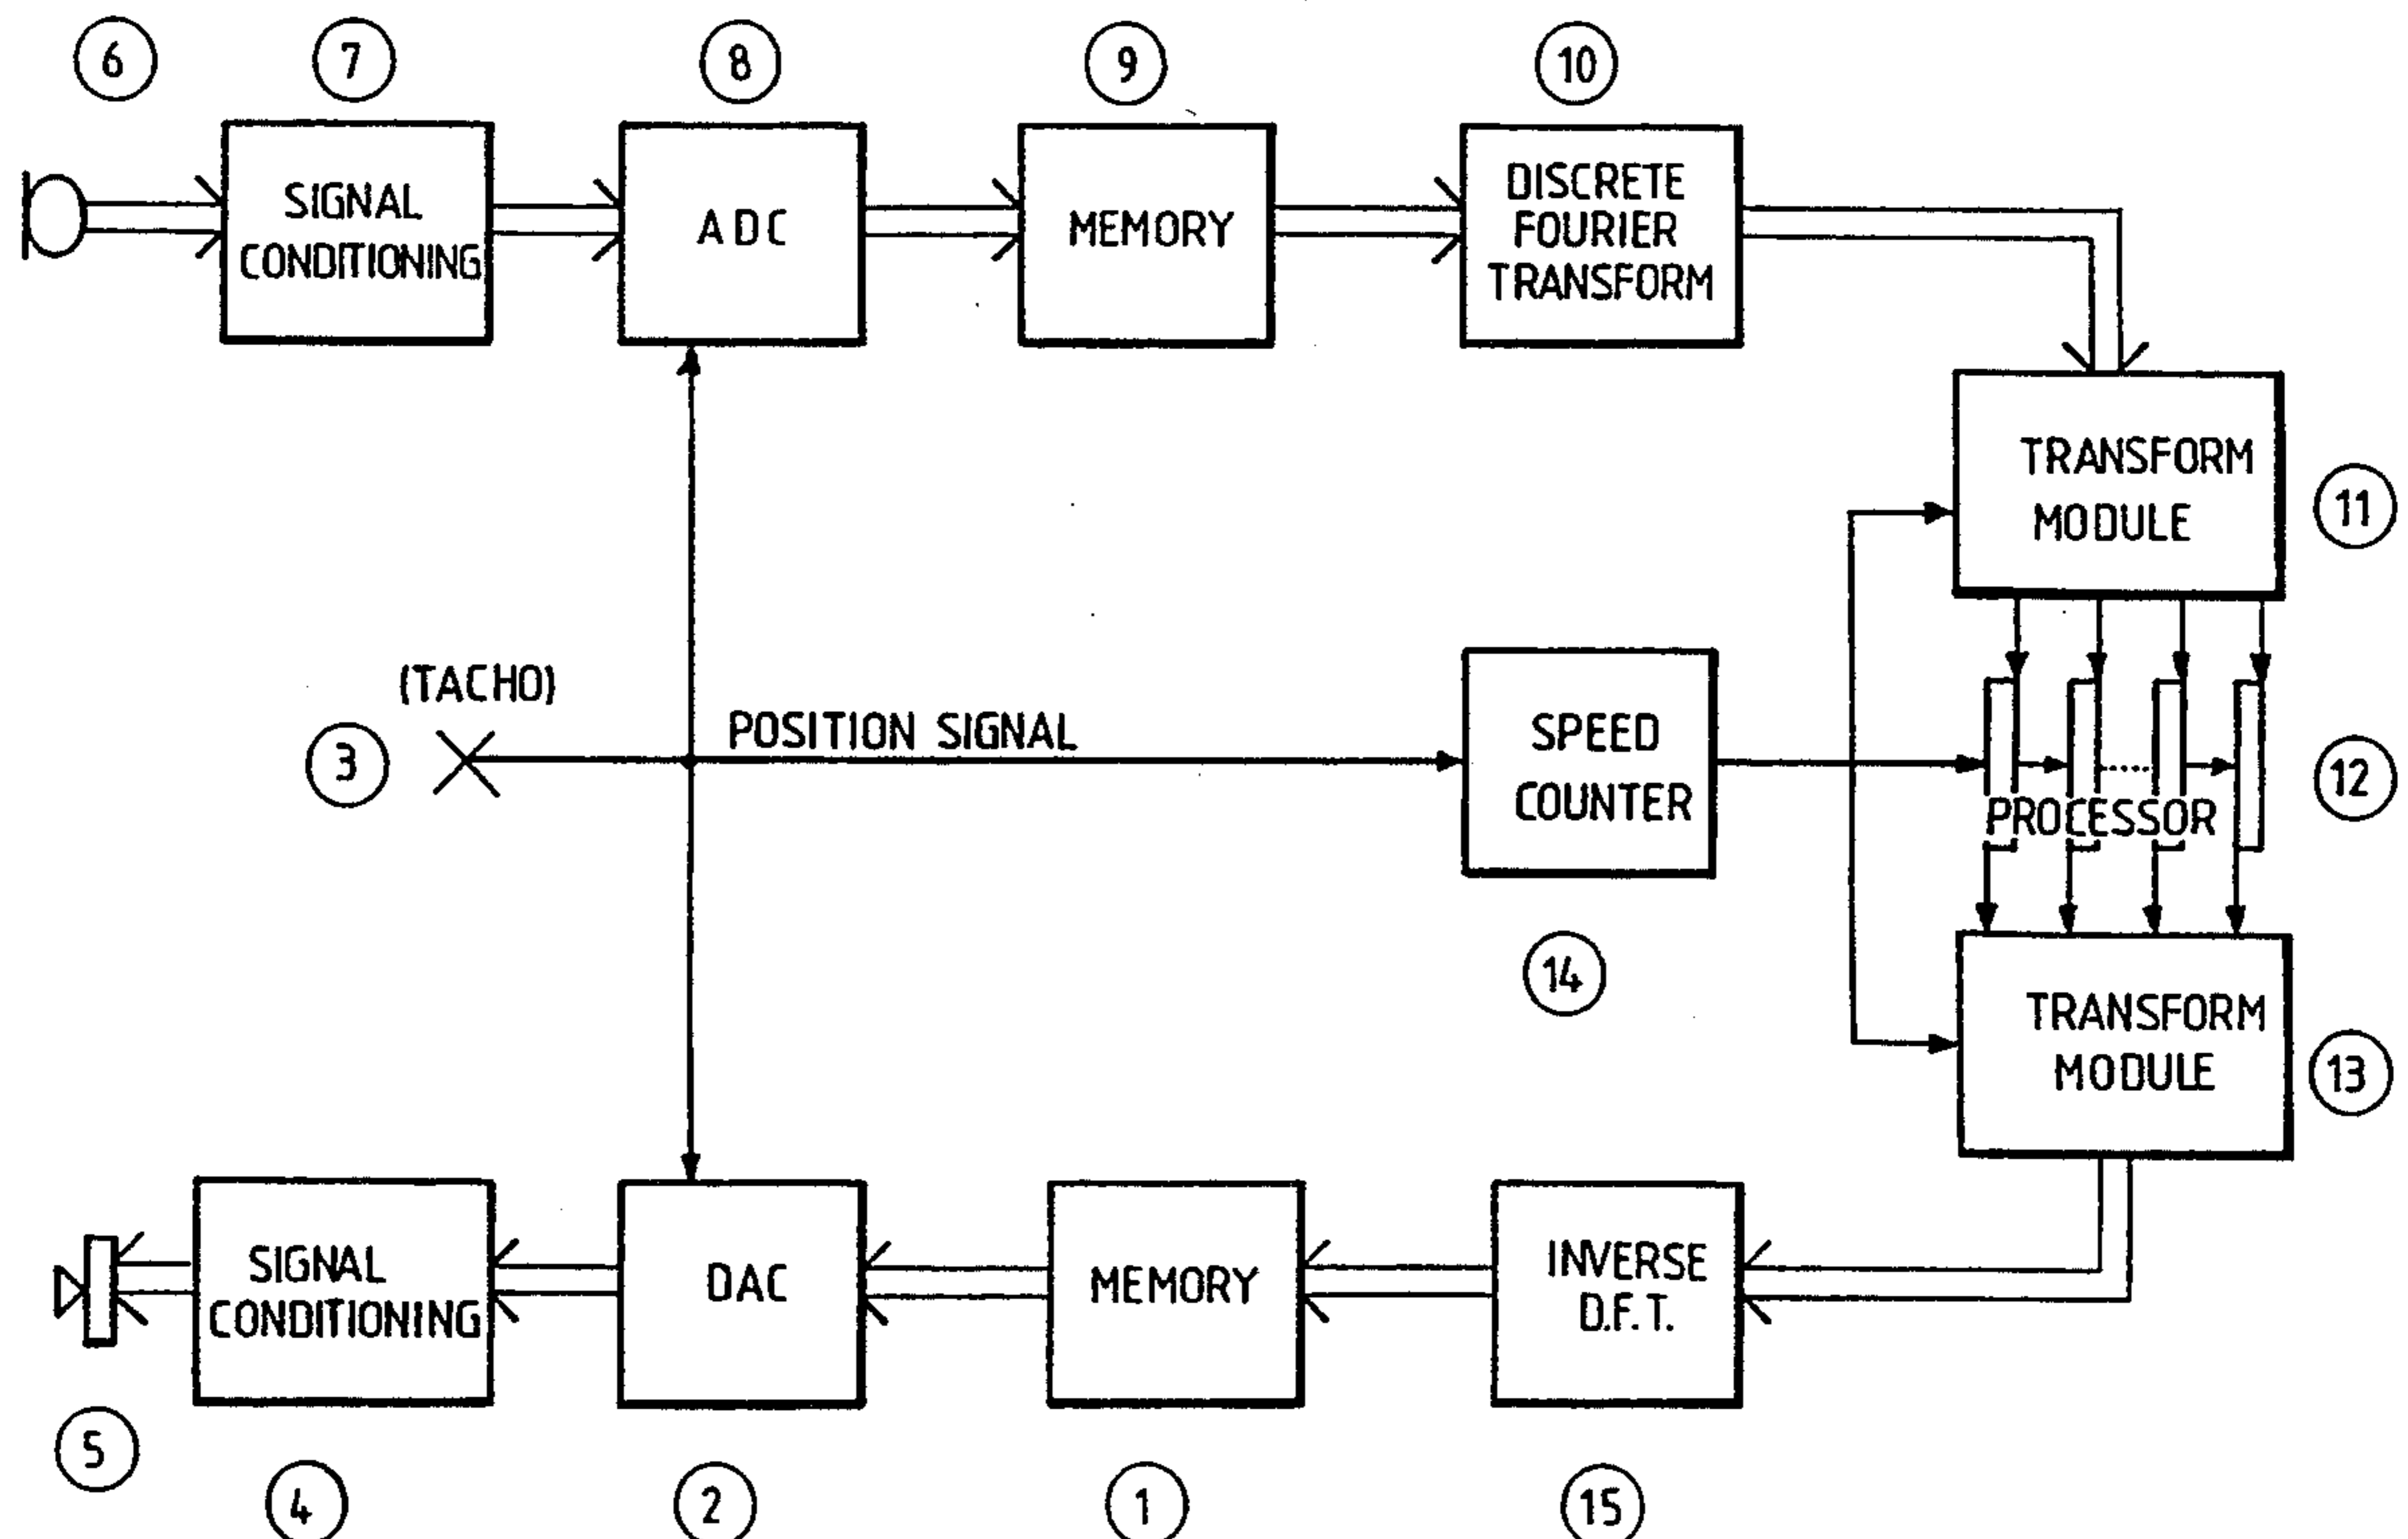 6
7
8
9
10
SIGNAL
CONDITIONING
ADC
MEMORY
DISCRETE
FOURIER
TRANSFORM
TRANSFORM
MODULE
11
(TACHO)
3
POSITION SIGNAL
SPEED
COUNTER
14
PROCESSOR
12
TRANSFORM
MODULE
13
SIGNAL
CONDITIONING
DAC
MEMORY
INVERSE
D.F.T.
5
4
2
1
15